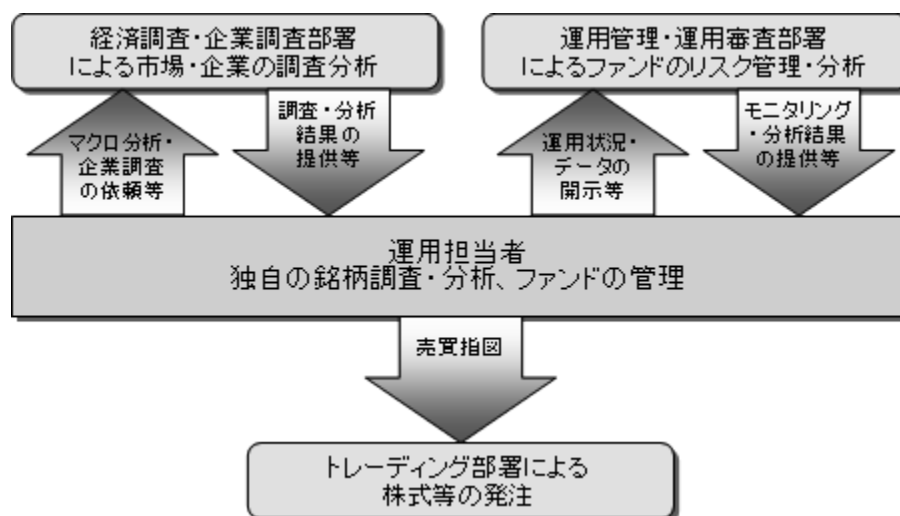 経済調査・企業調査部署
による市場・企業の調査分析
運用管理・運用審査部署
によるファンドのリスク管理・分析
マクロ分析・
企業調査
の依頼等
調査・分析
結果の
提供等
運用状況・
データの
開示等
モニタリング
・分析結果
の提供等
運用担当者
独自の銘柄調査・分析、ファンドの管理
売買指図
トレーディング部署による
株式等の発注